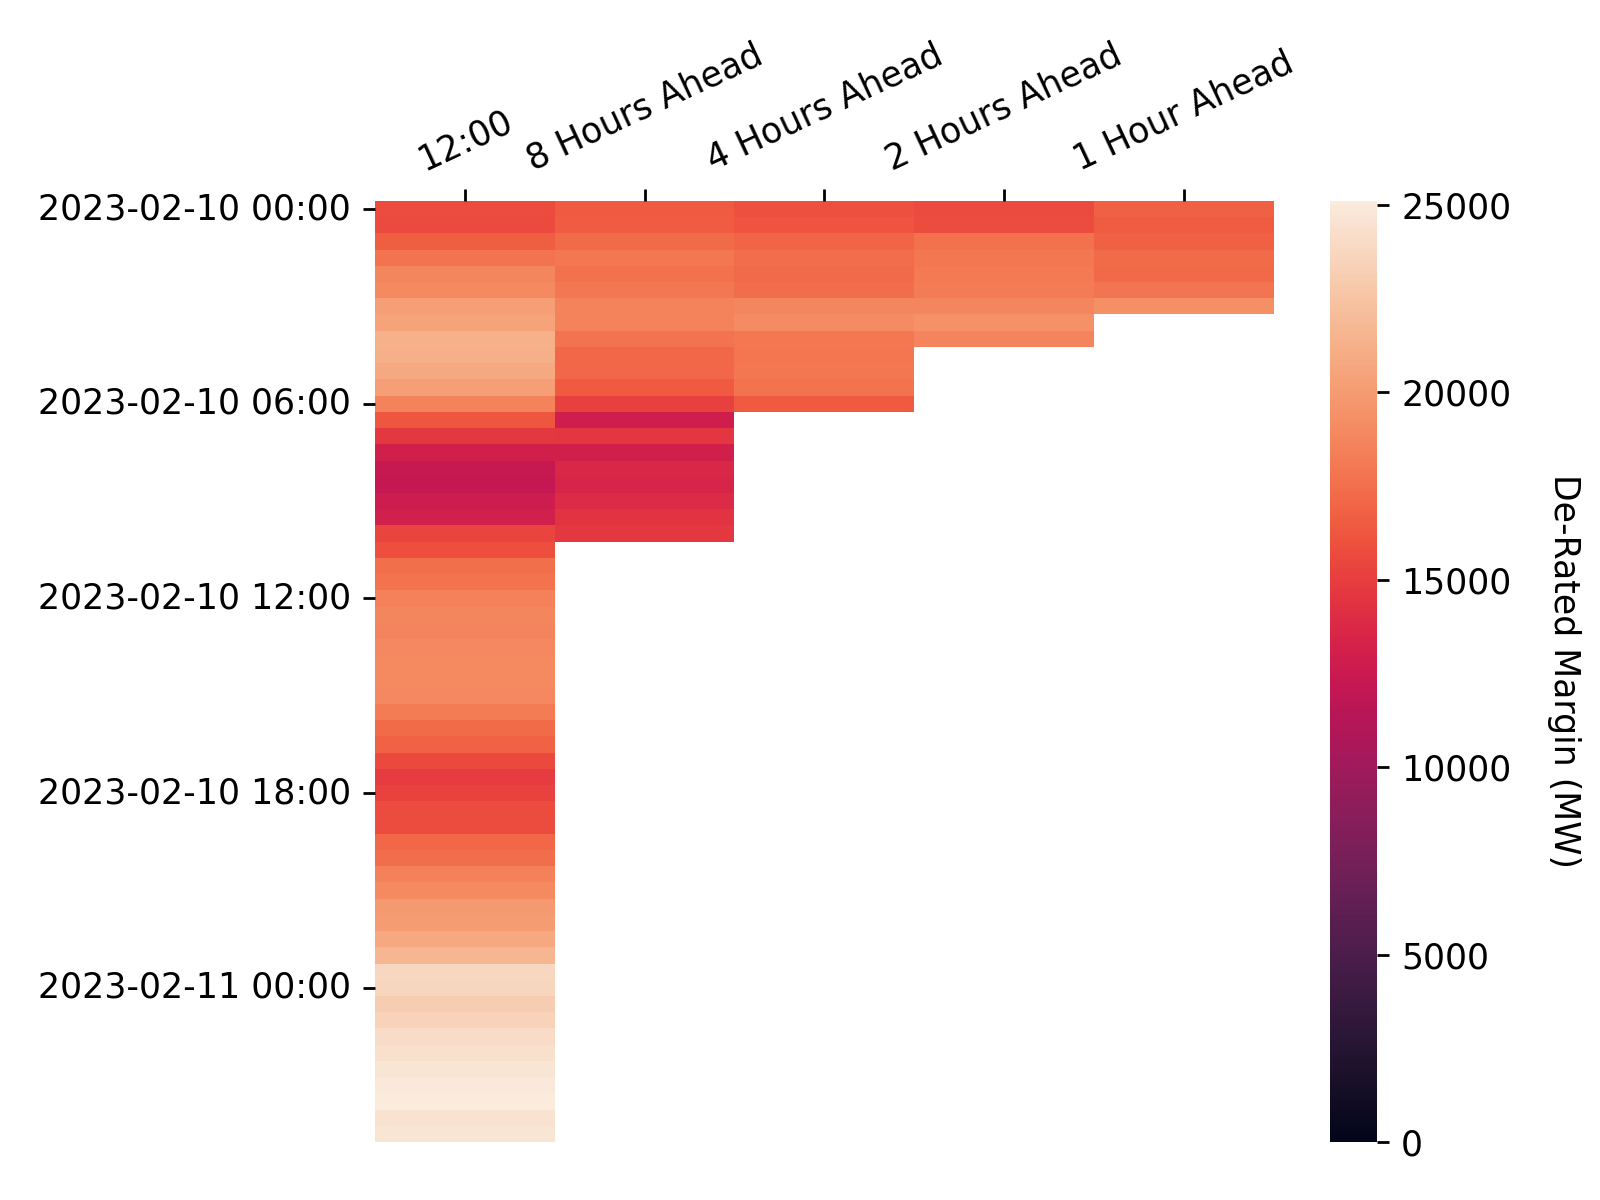 12:00
8 Hours Ahead
4 Hours Ahead
2 Hours Ahead
1 Hour Ahead
2023-02-10 00:00
2023-02-10 06:00
2023-02-10 12:00
2023-02-10 18:00
2023-02-11 00:00
25000
20000
15000
10000
5000
0
De-Rated Margin (MW)